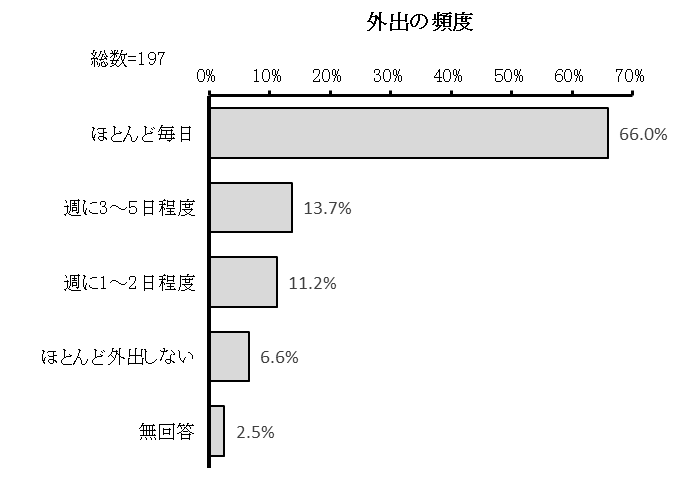 外出の頻度
総数=197
0% 10% 20% 30% 40% 50% 60% 70%
ほとんど毎日 66.0%
週に3～5日程度 13.7%
週に1～2日程度 11.2%
ほとんど外出しない 6.6%
無回答 2.5%